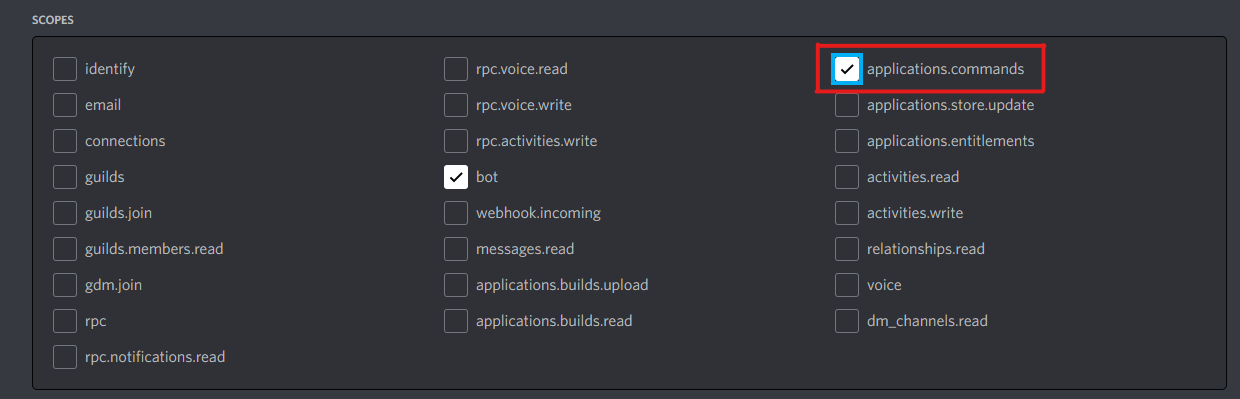 SCOPES
identify
email
connections
guilds
guilds.join
guilds.members.read
gdm.join
rpc
rpc.notifications.read
rpc.voice.read
rpc.voice.write
rpc.activities.write
bot
webhook.incoming
messages.read
applications.builds.upload
applications.builds.read
applications.commands
applications.store.update
applications.entitlements
activities.read
activities.write
relationships.read
voice
dm_channels.read